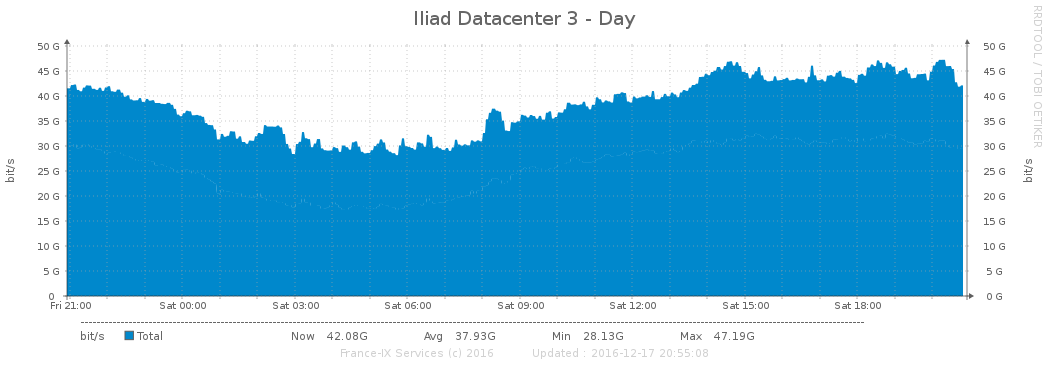 Iliad Datacenter 3 - Day
RRDTOOL / TOBI OETIKER
50 G 50 G
45 G 45 G
40 G 40 G
35 G 35 G
30 G 30 G
25 G 25 G
20 G 20 G
15 G 15 G
10 G 10 G
5 G 5 G
0 0 G
bit/s bit/s
Fri 21:00 Sat 00:00 Sat 03:00 Sat 06:00 Sat 09:00 Sat 12:00 Sat 15:00 Sat 18:00
bit/s Total Now 42.08G Avg 37.93G Min 28.13G Max 47.19G
France-IX Services (c) 2016 Updated : 2016-12-17 20:55:08